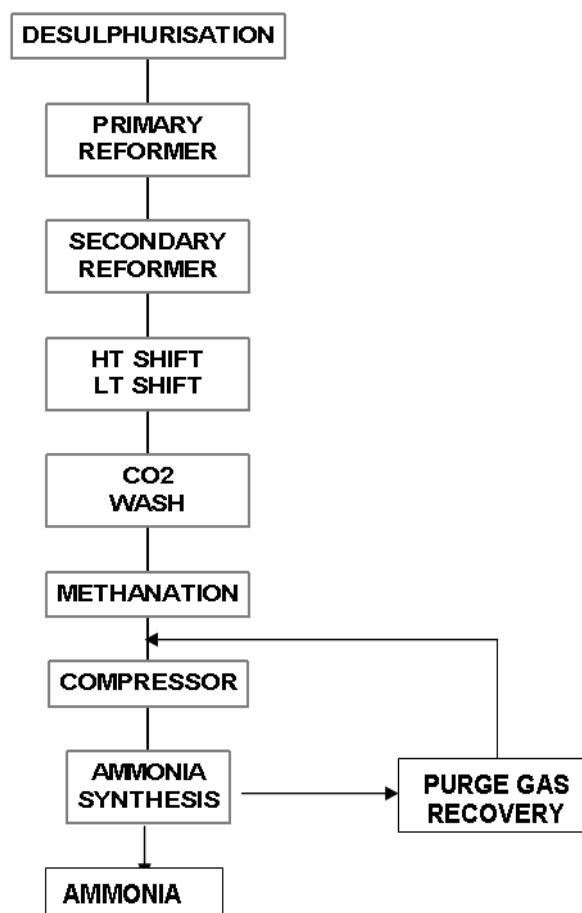 DESULPHURISATION
PRIMARY
REFORMER
SECONDARY
REFORMER
HT SHIFT
LT SHIFT
CO2
WASH
METHANATION
COMPRESSOR
AMMONIA
SYNTHESIS
PURGE GAS
RECOVERY
AMMONIA